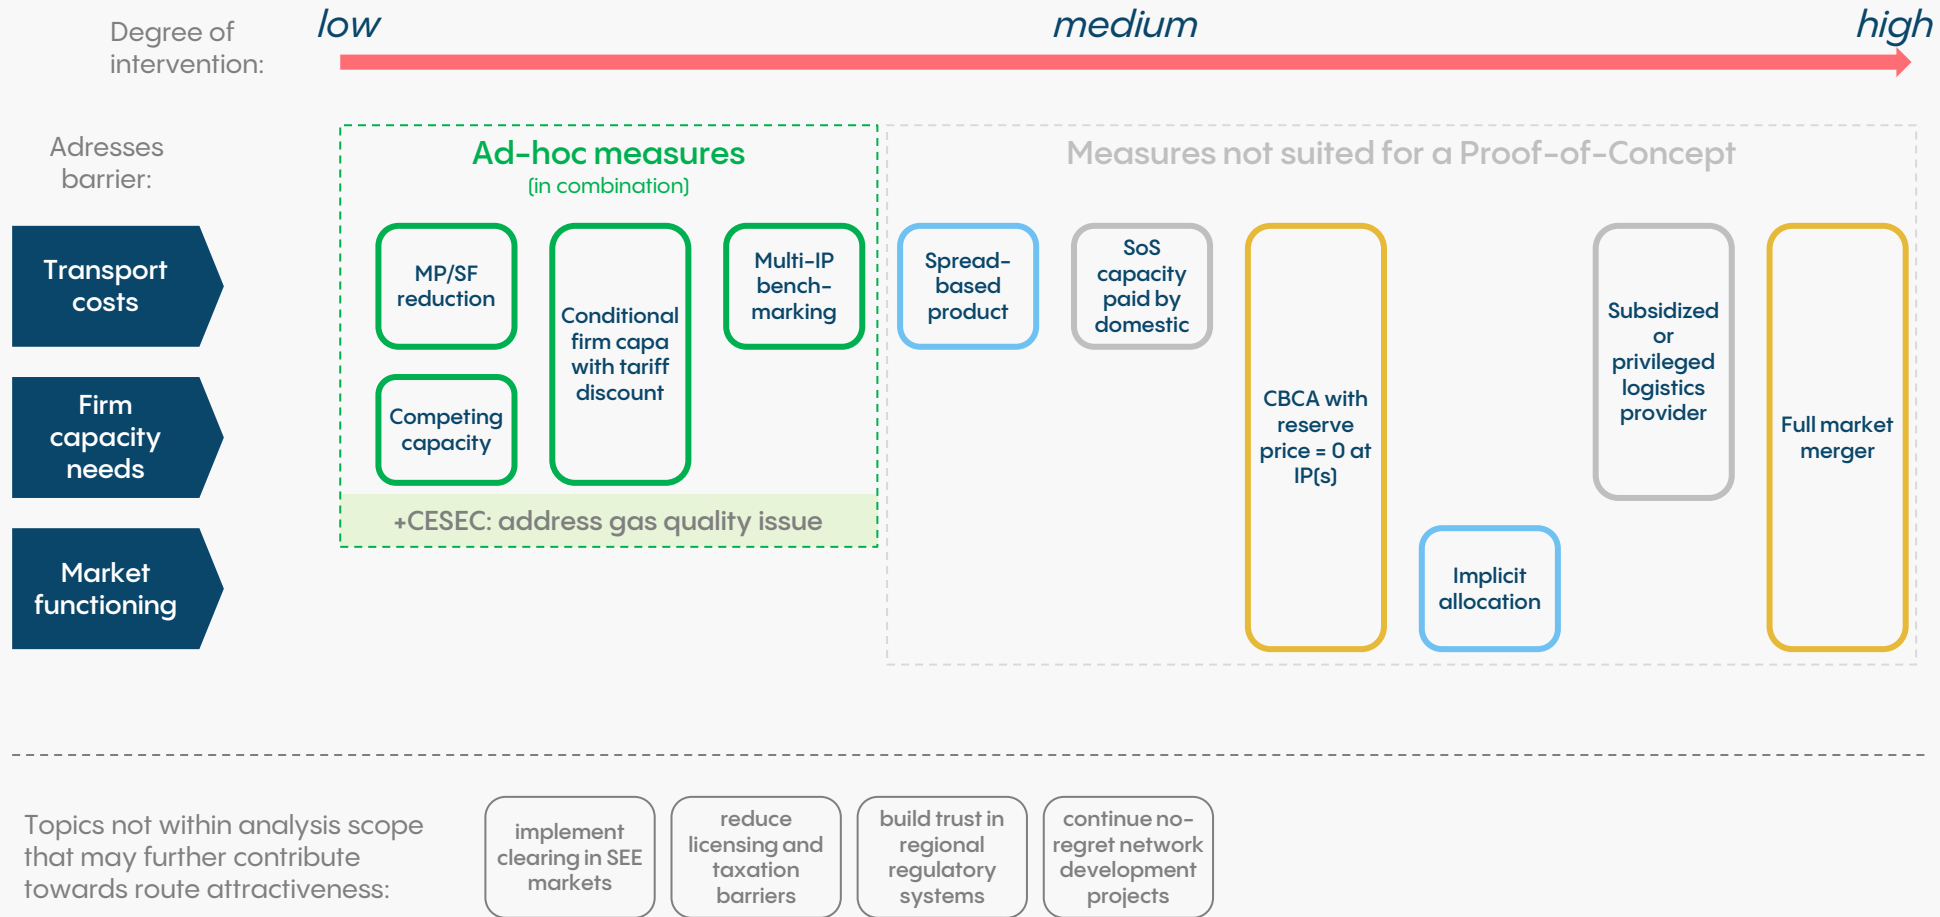 Degree of
intervention:
low
medium
high
Adresses
barrier:
Ad-hoc measures
(in combination)
Measures not suited for a Proof-of-Concept
Transport
costs
Firm
capacity
needs
Market
functioning
MP/SF
reduction
Competing
capacity
Conditional
firm capa
with tariff
discount
Multi-IP
bench-
marking
+CESEC: address gas quality issue
Spread-
based
product
SoS
capacity
paid by
domestic
CBCA with
reserve
price = 0 at
IP(s)
Implicit
allocation
Subsidized
or
privileged
logistics
provider
Full market
merger
Topics not within analysis scope
that may further contribute
towards route attractiveness:
implement
clearing in SEE
markets
reduce
licensing and
taxation
barriers
build trust in
regional
regulatory
systems
continue no-
regret network
development
projects